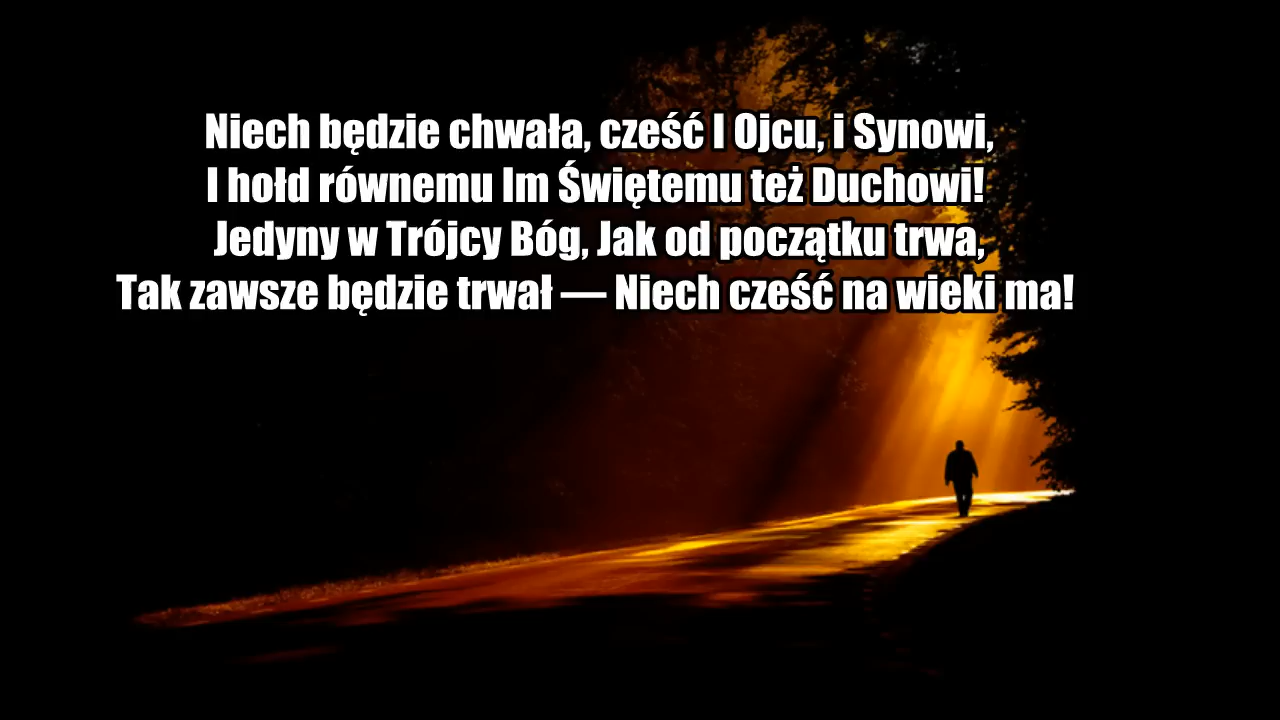 Niech będzie chwała, cześć I Ojcu, i Synowi,
I hołd równemu Im Świętemu też Duchowi!
Jedyny w Trójcy Bóg, Jak od początku trwa,
Tak zawsze będzie trwał — Niech cześć na wieki ma!